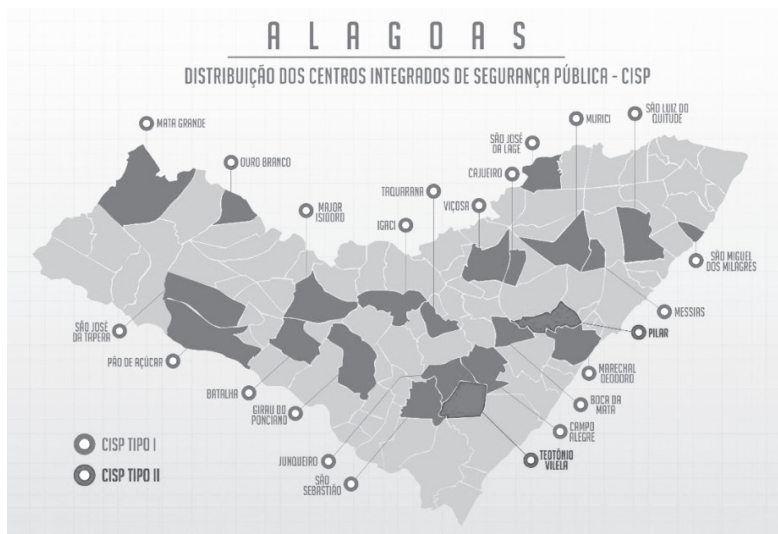 ALAGOAS
DISTRIBUIÇÃO DOS CENTROS INTEGRADOS DE SEGURANÇA PÚBLICA - CISP
MATA GRANDE
OURO BRANCO
MAJOR
ISIDORO
IGACI
TAQUARANA
VIÇOSA
CAJUEIRO
SÃO JOSÉ
DA LAGE
MURICI
SÃO LUIZ DO
QUITUDE
SÃO MIGUEL
DOS MILAGRES
MESSIAS
PILAR
MARECHAL
DEODORO
BOCA DA
MATA
CAMPO
ALEGRE
TEOTÔNIO
VILELA
SÃO JOSÉ
DA TAPERA
PÃO DE AÇÚCAR
BATALHA
GIRAU DO
PONCIANO
JUNQUEIRO
SÃO
SEBASTIÃO
CISP TIPO I
CISP TIPO II